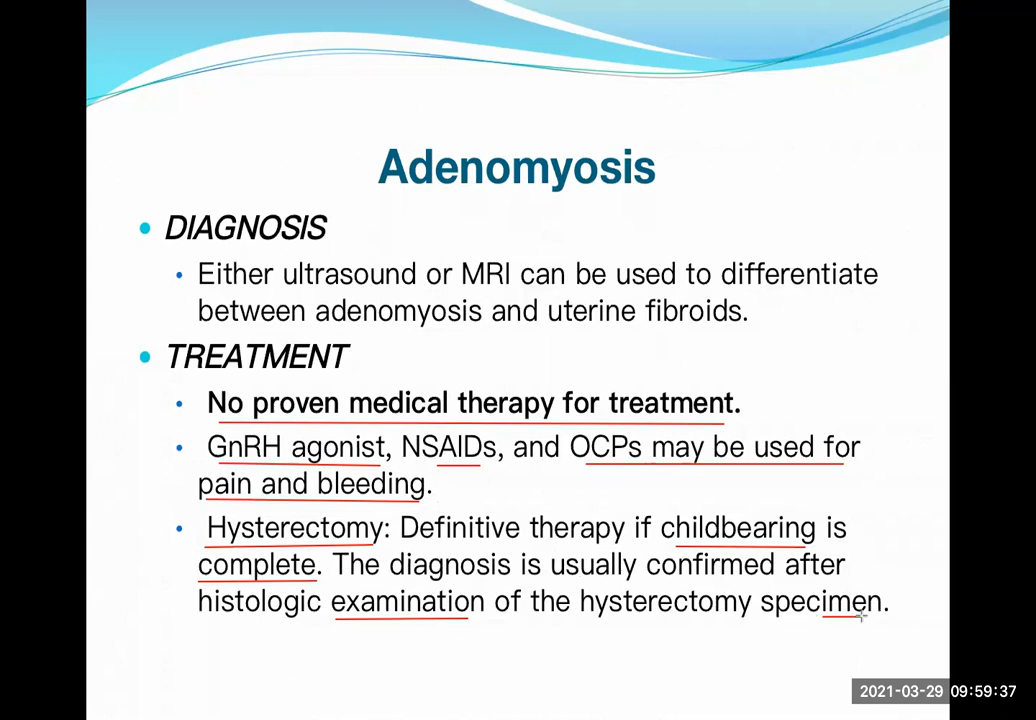 Adenomyosis
• DIAGNOSIS
• Either ultrasound or MRI can be used to differentiate
between adenomyosis and uterine fibroids.
• TREATMENT
• No proven medical therapy for treatment.
• GnRH agonist, NSAIDs, and OCPs may be used for
pain and bleeding.
• Hysterectomy: Definitive therapy if childbearing is
complete. The diagnosis is usually confirmed after
histologic examination of the hysterectomy specimen.
2021-03-29 09:59:37